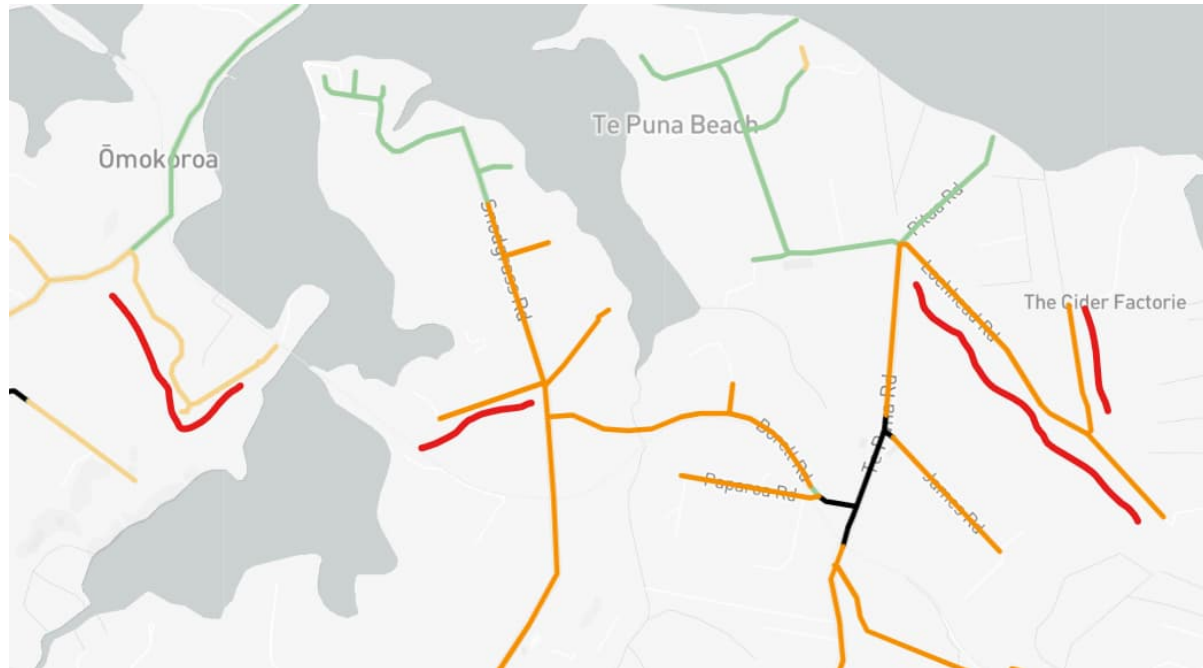 Te Puna Beach
Ōmokoroa
Pitua Rd
Snodgrass Rd
Lochhead Rd
The Cider Factorie
Te Puna Rd
Borell Rd
Paparoa Rd
James Rd